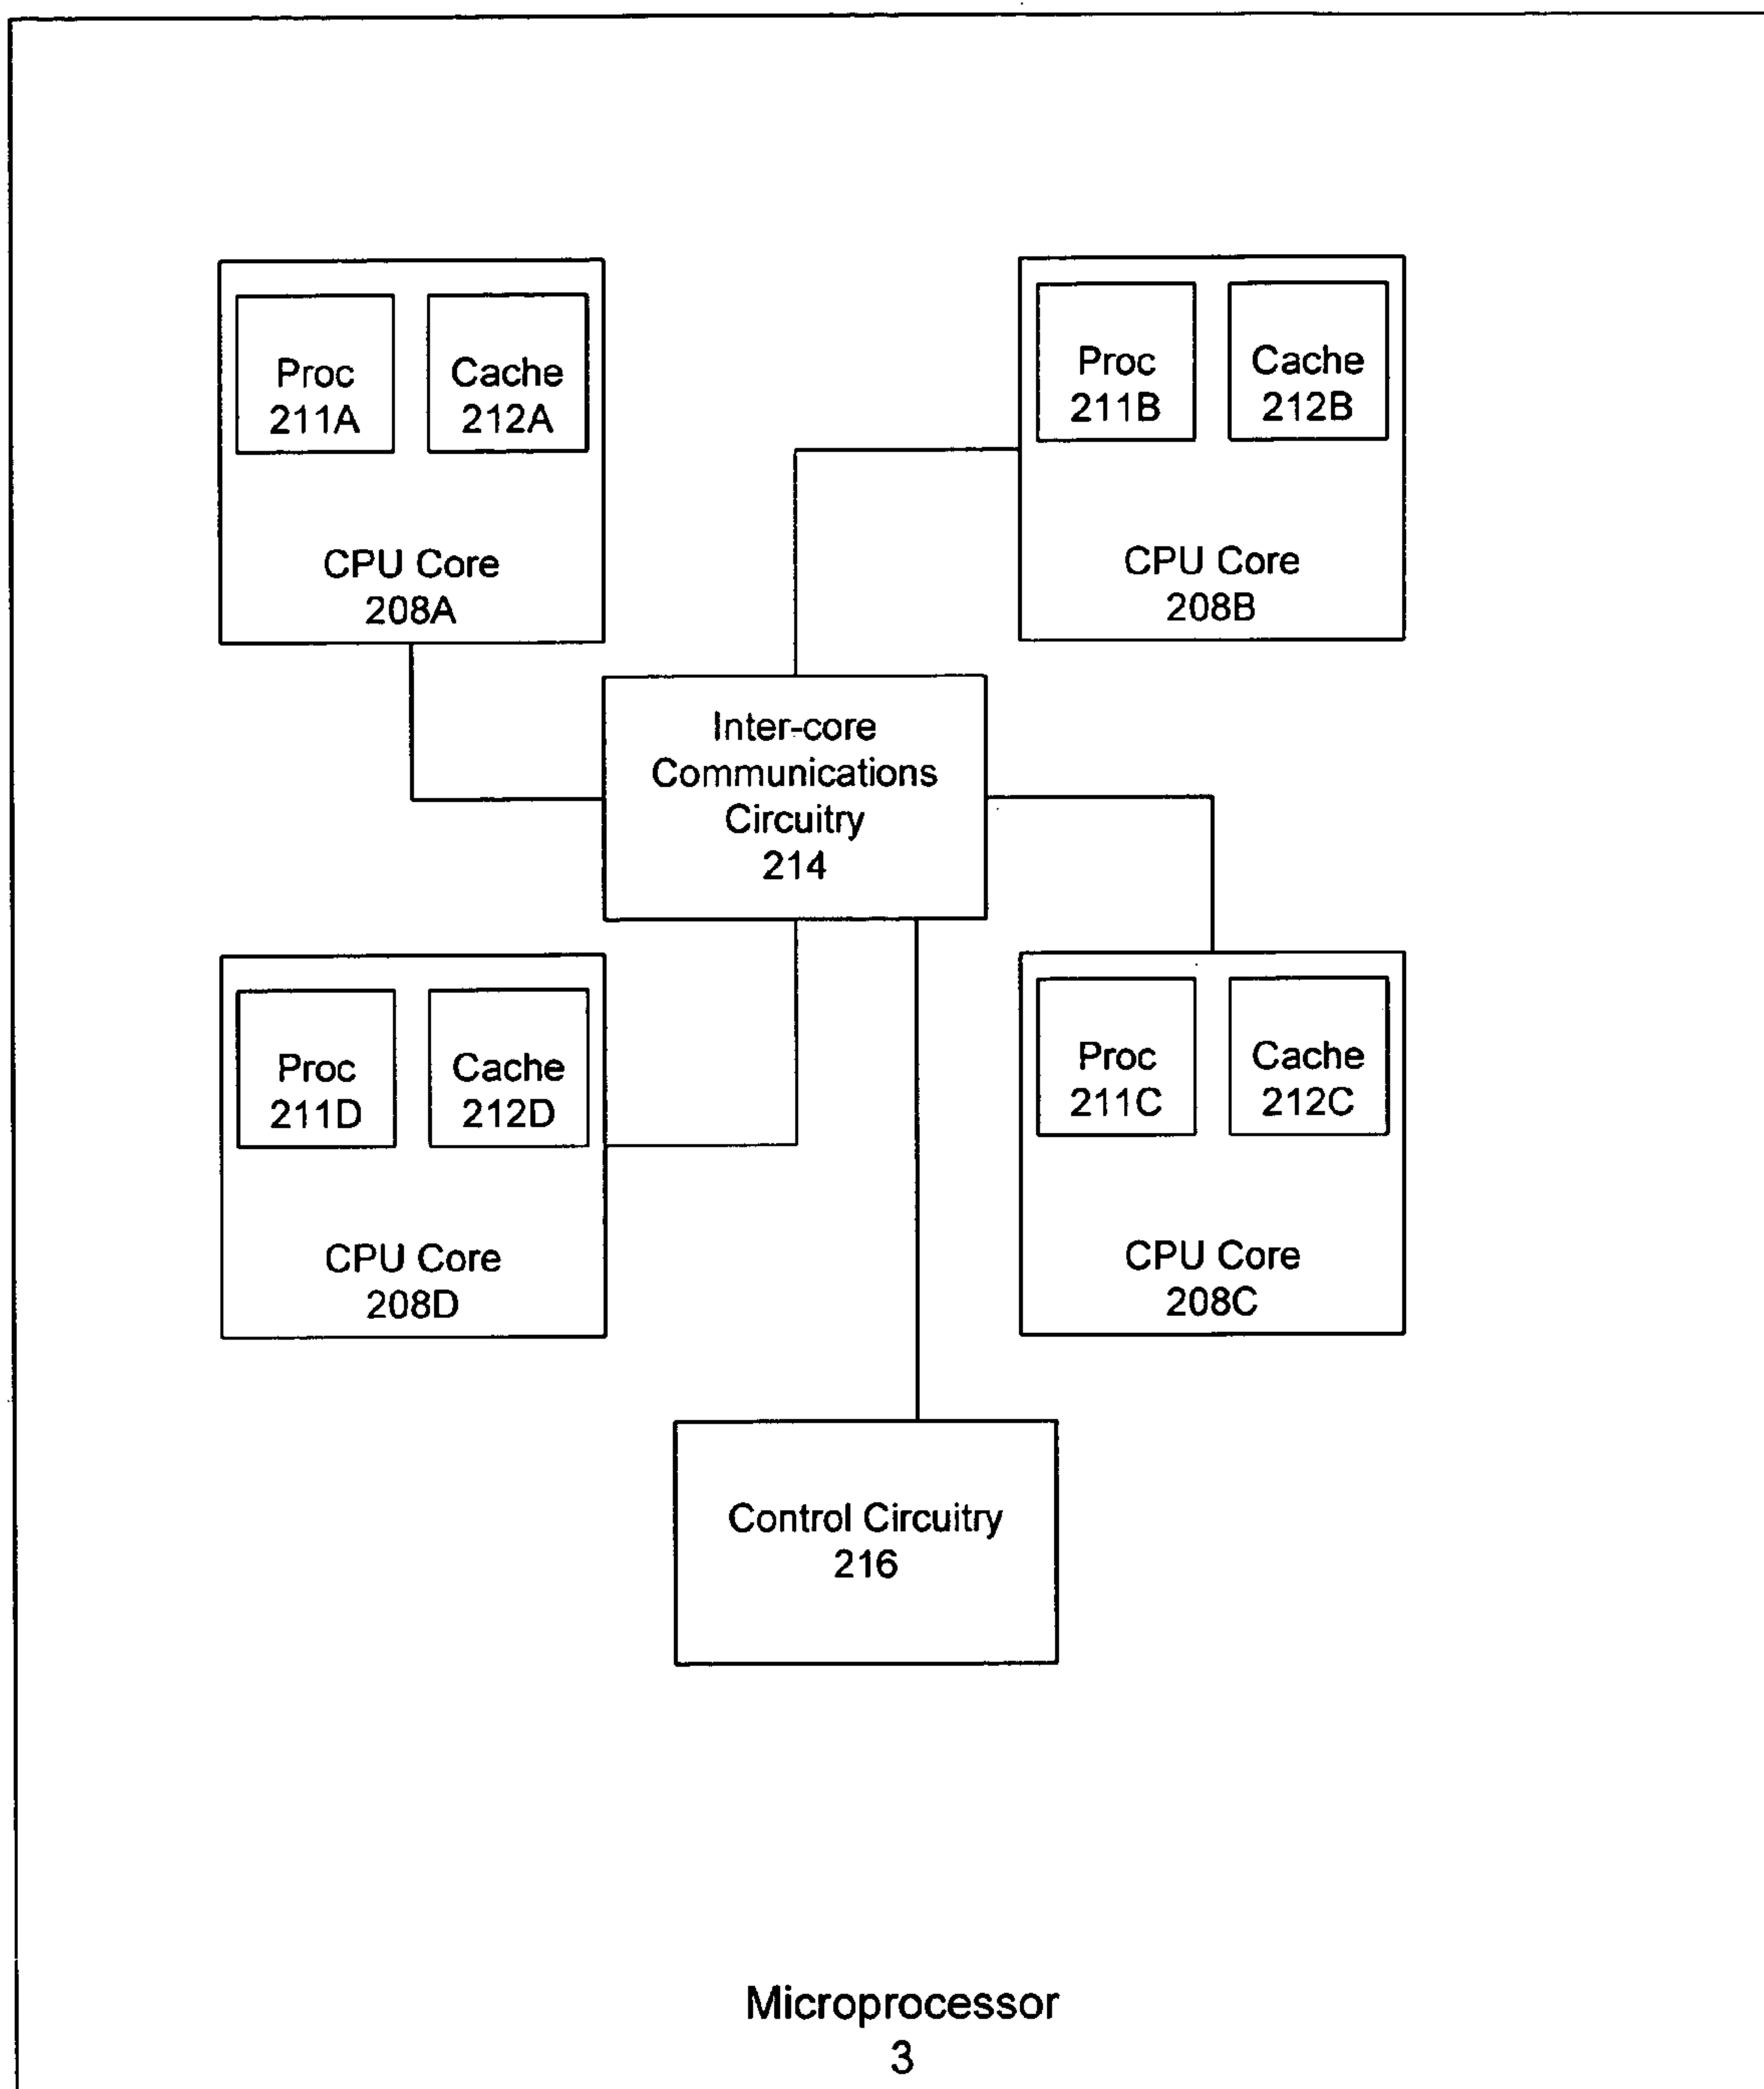 Proc
211A
Cache
212A
CPU Core
208A
Proc
211B
Cache
212B
CPU Core
208B
Inter-core
Communications
Circuitry
214
Proc
211D
Cache
212D
CPU Core
208D
Proc
211C
Cache
212C
CPU Core
208C
Control Circuitry
216
Microprocessor
3